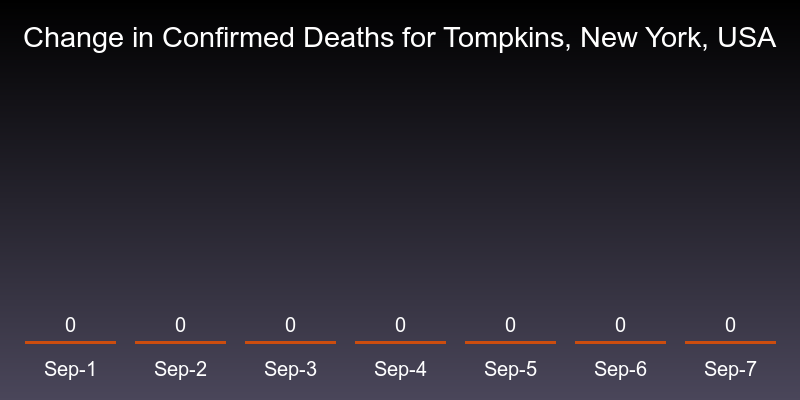 Change in Confirmed Deaths for Tompkins, New York, USA
0 0 0 0 0 0 0
Sep-1 Sep-2 Sep-3 Sep-4 Sep-5 Sep-6 Sep-7